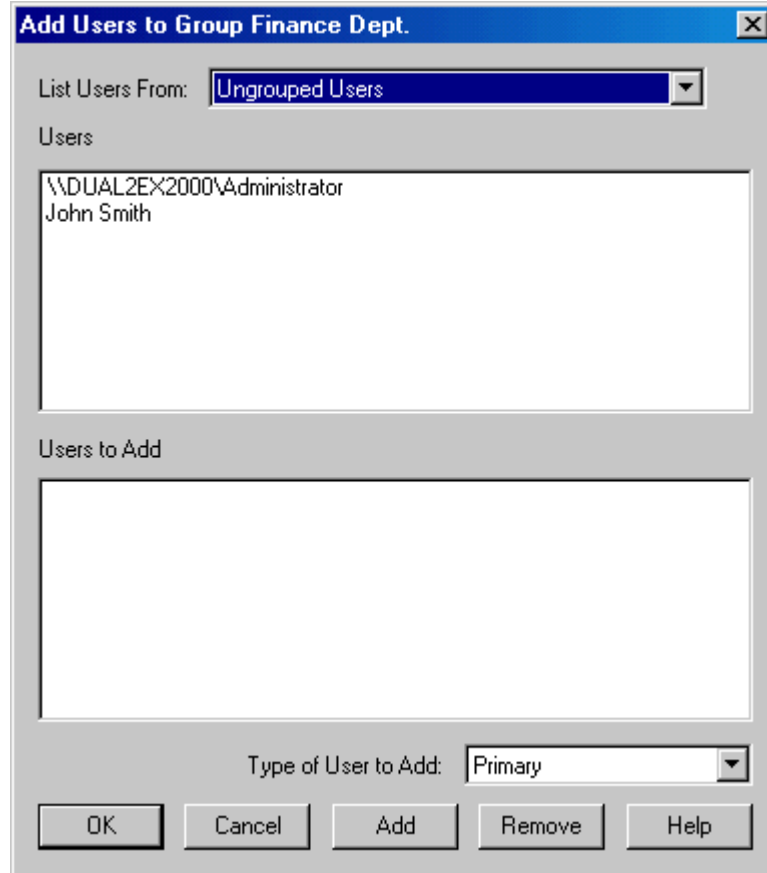 Add Users to Group Finance Dept.
List Users From: Ungrouped Users
Users
\\DUAL2EX2000\Administrator
John Smith
Users to Add
Type of User to Add: Primary
OK Cancel Add Remove Help